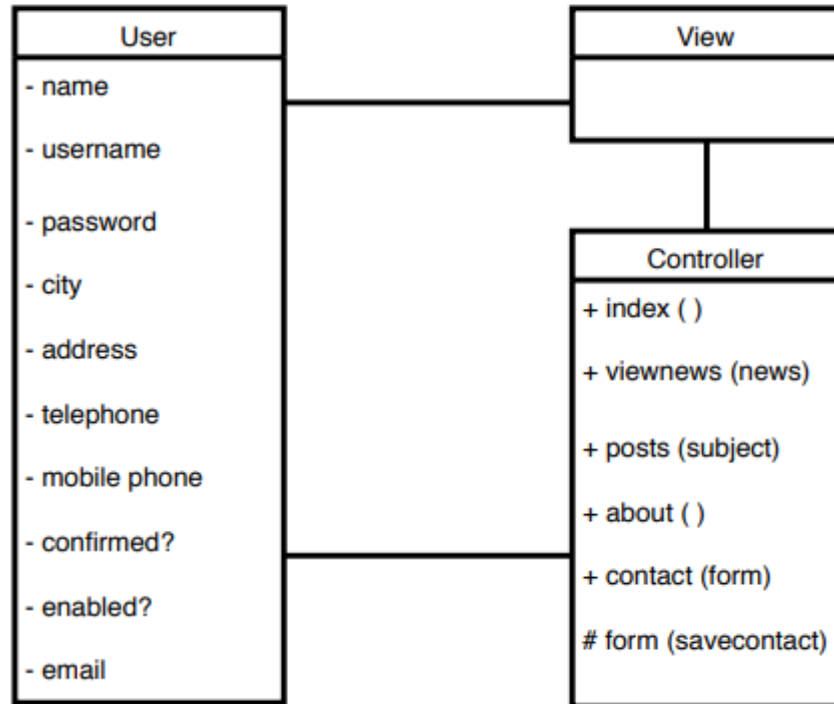 User
- name
- username
- password
- city
- address
- telephone
- mobile phone
- confirmed?
- enabled?
- email
View
Controller
+ index ( )
+ viewnews (news)
+ posts (subject)
+ about ( )
+ contact (form)
# form (savecontact)